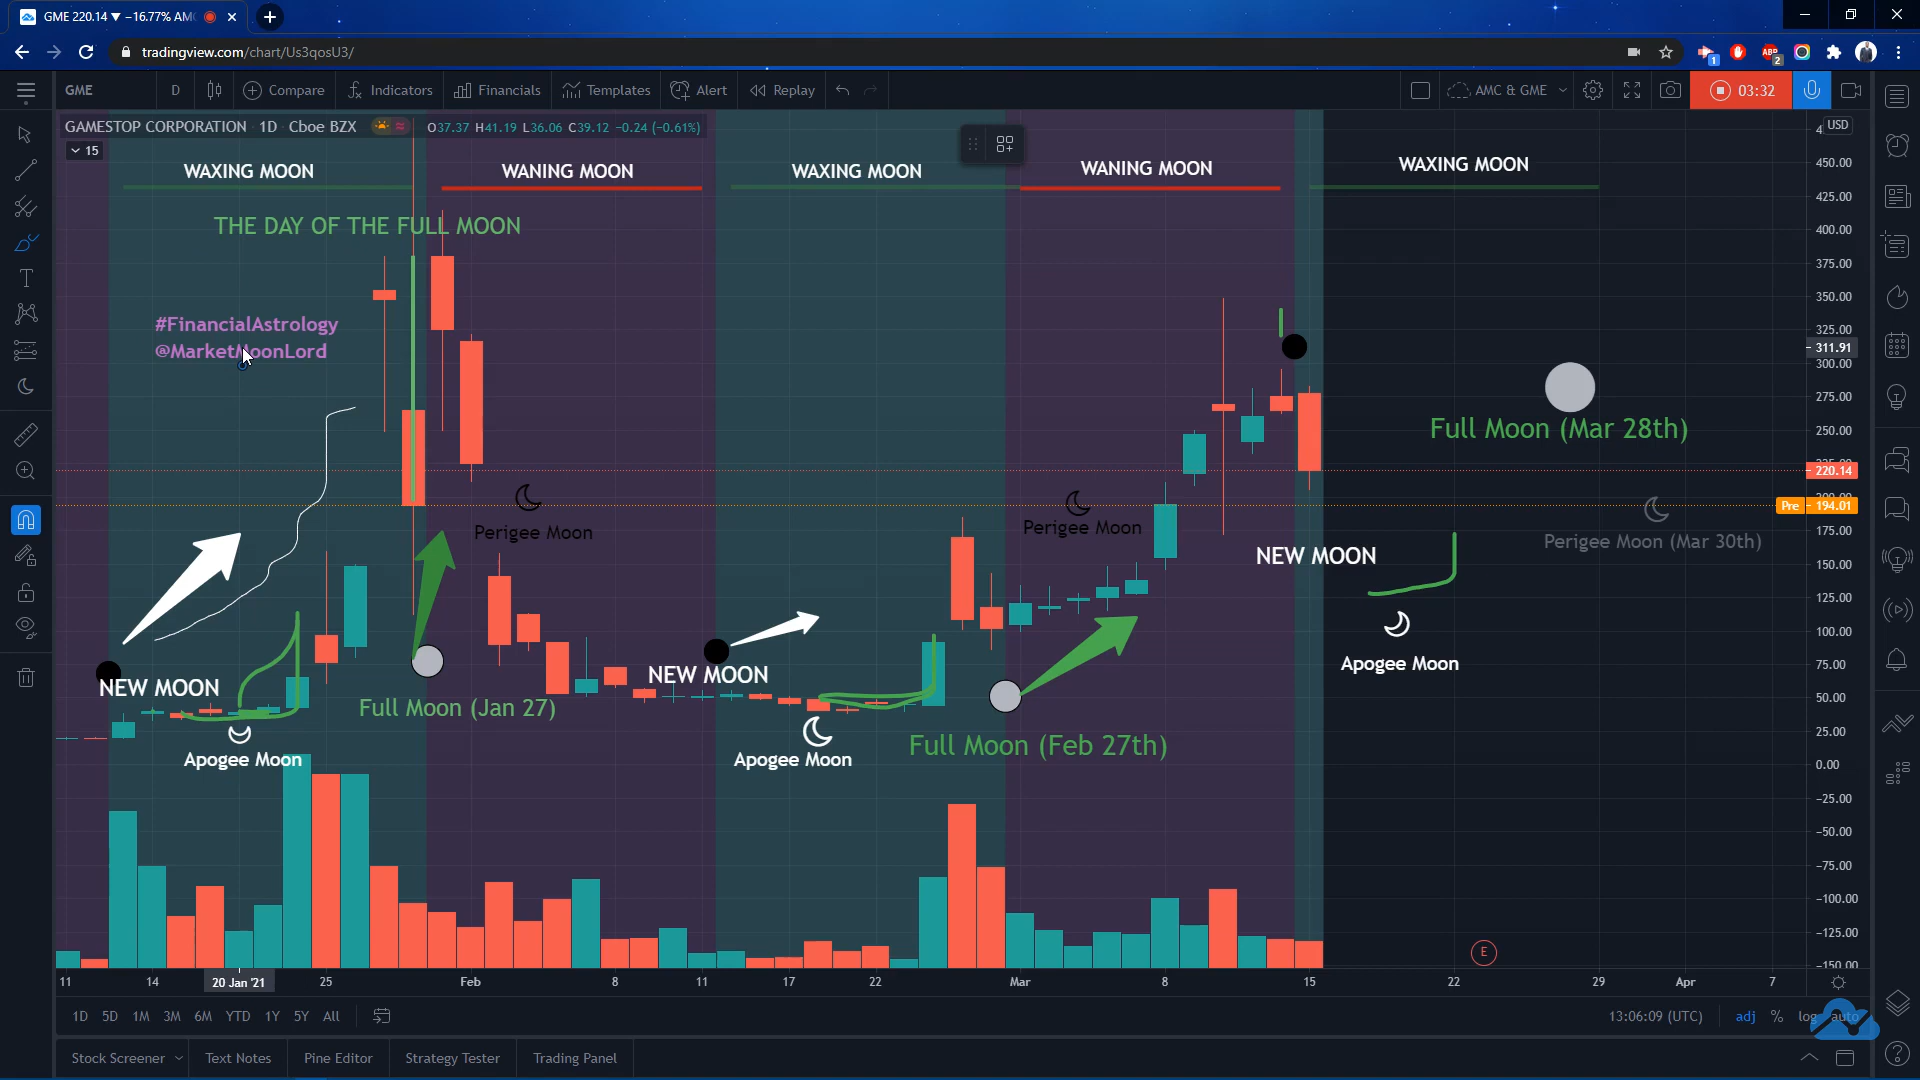 GME 220.14 ▼ −16.77% AMC
tradingview.com/chart/Us3qosU3/
1
2
GME
D
Compare
Indicators
Financials
Templates
Alert
Replay
AMC & GME
03:32
GAMESTOP CORPORATION · 1D · Cboe BZX
O37.37 H41.19 L36.06 C39.12 −0.24 (−0.61%)
15
USD
WAXING MOON
WANING MOON
WAXING MOON
WANING MOON
WAXING MOON
THE DAY OF THE FULL MOON
#FinancialAstrology
@MarketMoonLord
Full Moon (Mar 28th)
Perigee Moon
Perigee Moon
Perigee Moon (Mar 30th)
NEW MOON
NEW MOON
NEW MOON
Apogee Moon
Full Moon (Jan 27)
Full Moon (Feb 27th)
Apogee Moon
Apogee Moon
450.00
425.00
400.00
375.00
350.00
325.00
311.91
300.00
275.00
250.00
220.14
Pre 194.01
175.00
150.00
125.00
100.00
75.00
50.00
25.00
0.00
−25.00
−50.00
−75.00
−100.00
−125.00
−150.00
E
11
14
20 Jan '21
25
Feb
8
11
17
22
Mar
8
15
22
29
Apr
7
1D 5D 1M 3M 6M YTD 1Y 5Y All
13:06:09 (UTC)
adj % log auto
Stock Screener
Text Notes
Pine Editor
Strategy Tester
Trading Panel